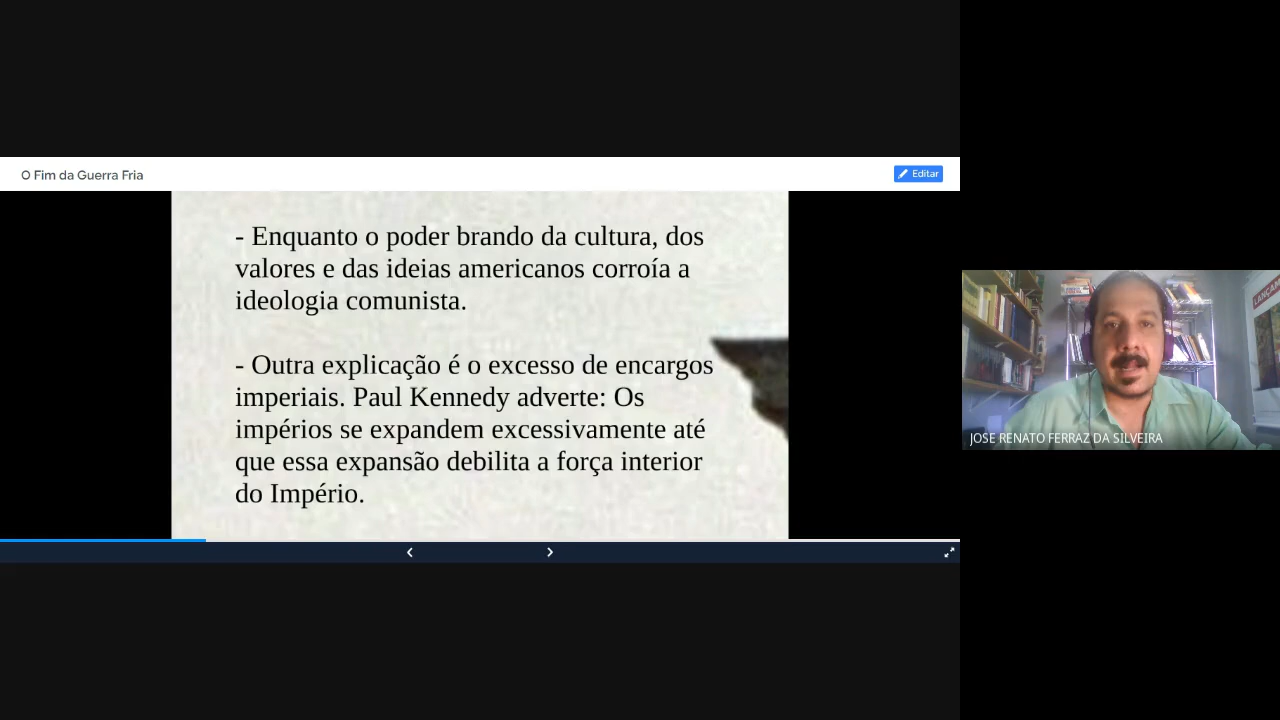 O Fim da Guerra Fria
Editar
- Enquanto o poder brando da cultura, dos
valores e das ideias americanos corroía a
ideologia comunista.
- Outra explicação é o excesso de encargos
imperiais. Paul Kennedy adverte: Os
impérios se expandem excessivamente até
que essa expansão debilita a força interior
do Império.
LANÇAM
JOSE RENATO FERRAZ DA SILVEIRA